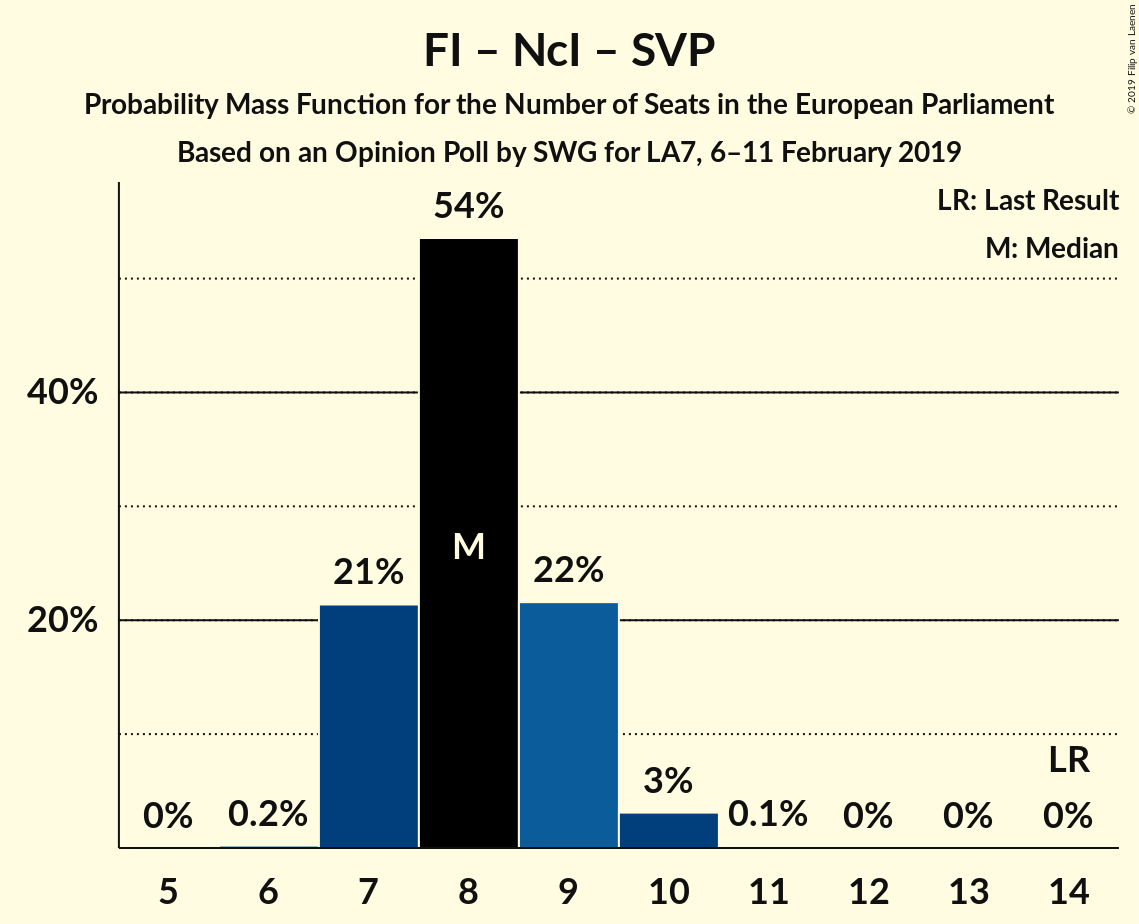 FI – NcI – SVP
Probability Mass Function for the Number of Seats in the European Parliament
Based on an Opinion Poll by SWG for LA7, 6–11 February 2019
© 2019 Filip van Laenen
LR: Last Result
M: Median
54%
40%
M
21%
22%
20%
LR
0%
0.2%
3%
0.1%
0%
0%
0%
5 6 7 8 9 10 11 12 13 14